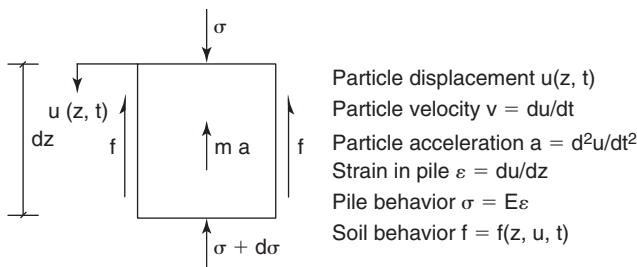 σ
u (z, t)
dz
f
m a
f
σ + dσ
Particle displacement u(z, t)
Particle velocity v = du/dt
Particle acceleration a = d²u/dt²
Strain in pile ε = du/dz
Pile behavior σ = Eε
Soil behavior f = f(z, u, t)